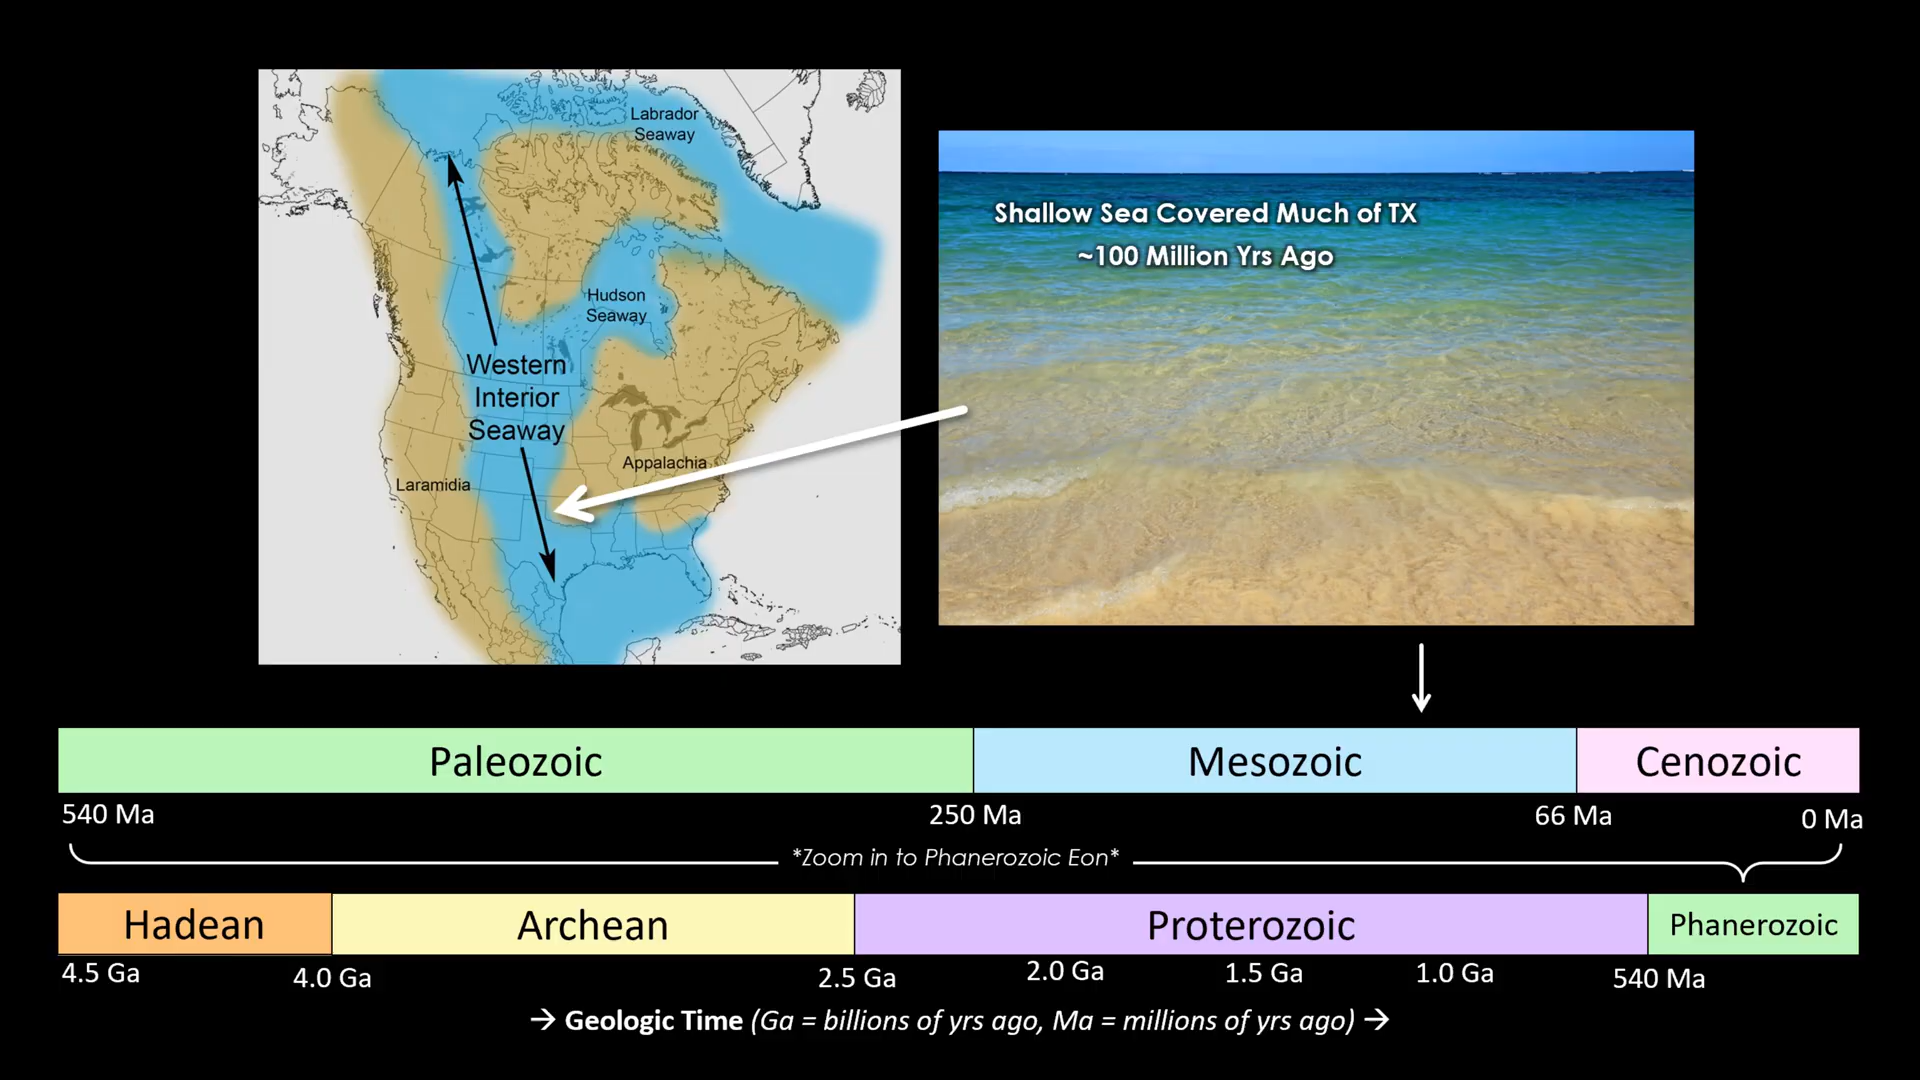 Labrador
Seaway
Hudson
Seaway
Western
Interior
Seaway
Appalachia
Laramidia
Shallow Sea Covered Much of TX
~100 Million Yrs Ago
Paleozoic Mesozoic Cenozoic
540 Ma 250 Ma 66 Ma 0 Ma
*Zoom in to Phanerozoic Eon*
Hadean Archean Proterozoic Phanerozoic
4.5 Ga 4.0 Ga 2.5 Ga 2.0 Ga 1.5 Ga 1.0 Ga 540 Ma
→ Geologic Time (Ga = billions of yrs ago, Ma = millions of yrs ago) →